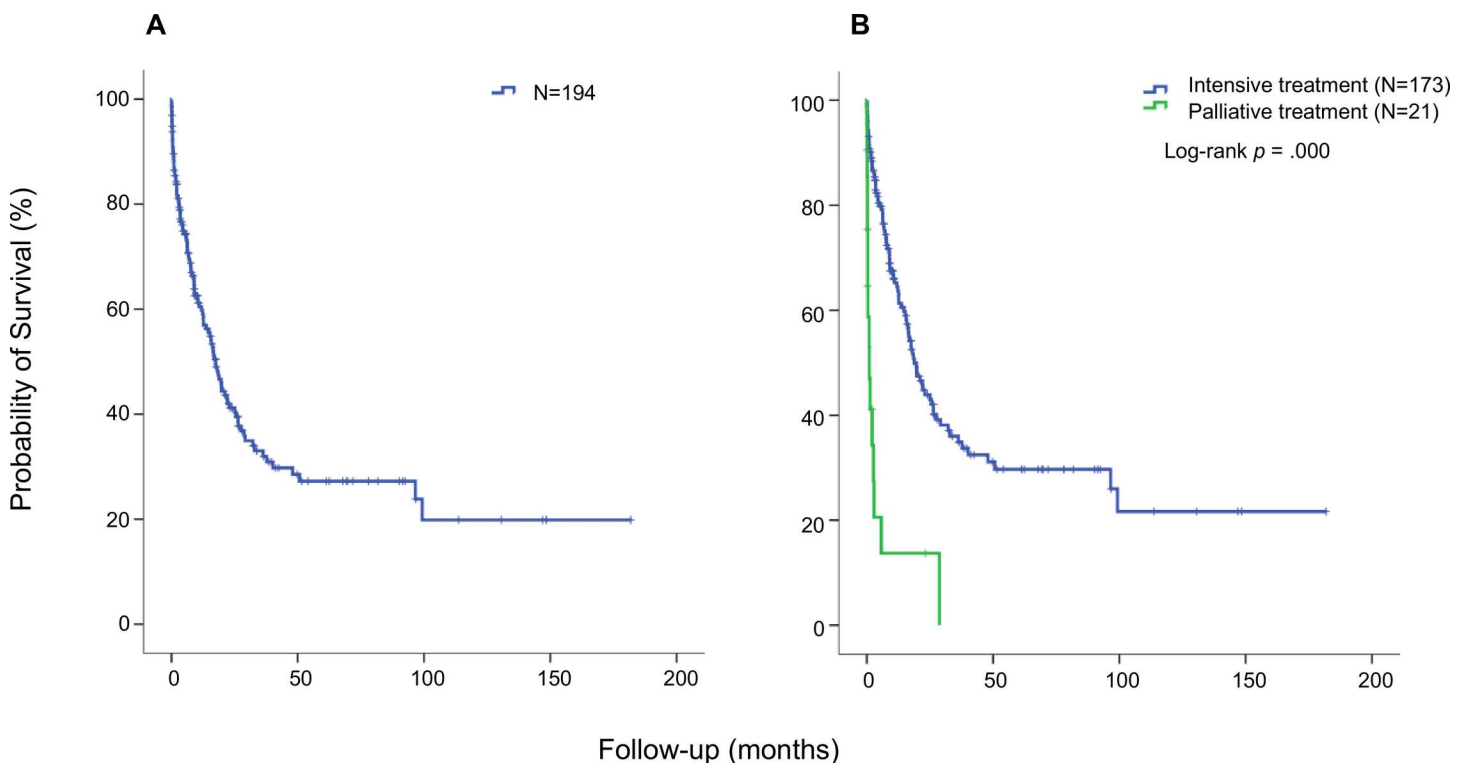 A
N=194
Probability of Survival (%)
100
80
60
40
20
0
0 50 100 150 200
B
Intensive treatment (N=173)
Palliative treatment (N=21)
Log-rank p = .000
100
80
60
40
20
0
0 50 100 150 200
Follow-up (months)